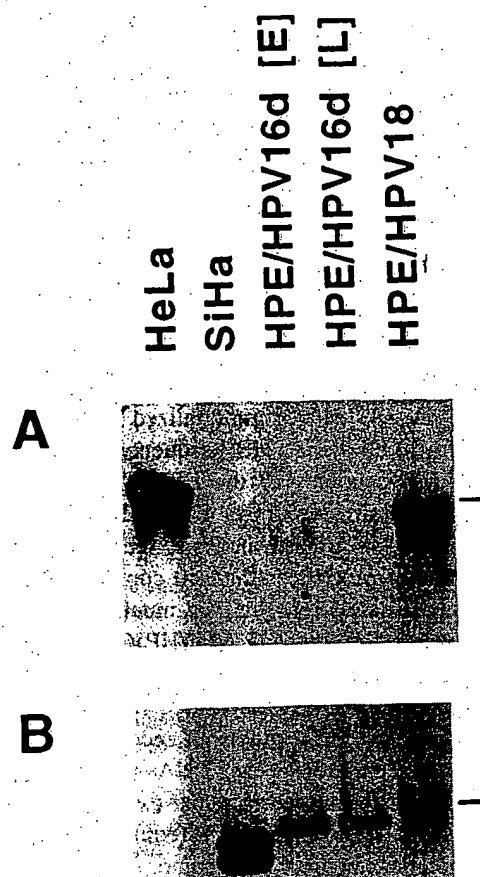 HeLa
SiHa
HPE/HPV16d [E]
HPE/HPV16d [L]
HPE/HPV18
A
B